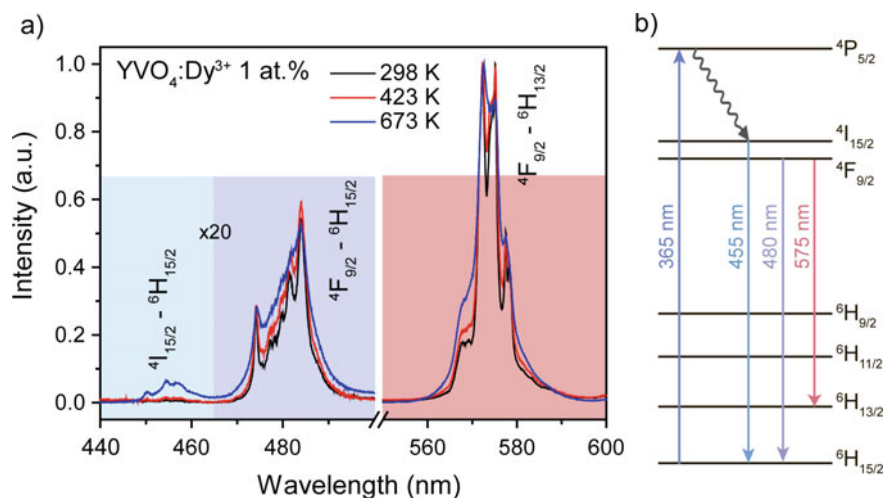 a)
YVO₄:Dy³⁺ 1 at.%
298 K
423 K
673 K
x20
⁴I₁₅/₂ - ⁶H₁₅/₂
⁴F₉/₂ - ⁶H₁₅/₂
⁴F₉/₂ - ⁶H₁₃/₂
Intensity (a.u.)
1.0
0.8
0.6
0.4
0.2
0.0
440
460
480
560
580
600
Wavelength (nm)
b)
⁴P₅/₂
⁴I₁₅/₂
⁴F₉/₂
365 nm
455 nm
480 nm
575 nm
⁶H₉/₂
⁶H₁₁/₂
⁶H₁₃/₂
⁶H₁₅/₂